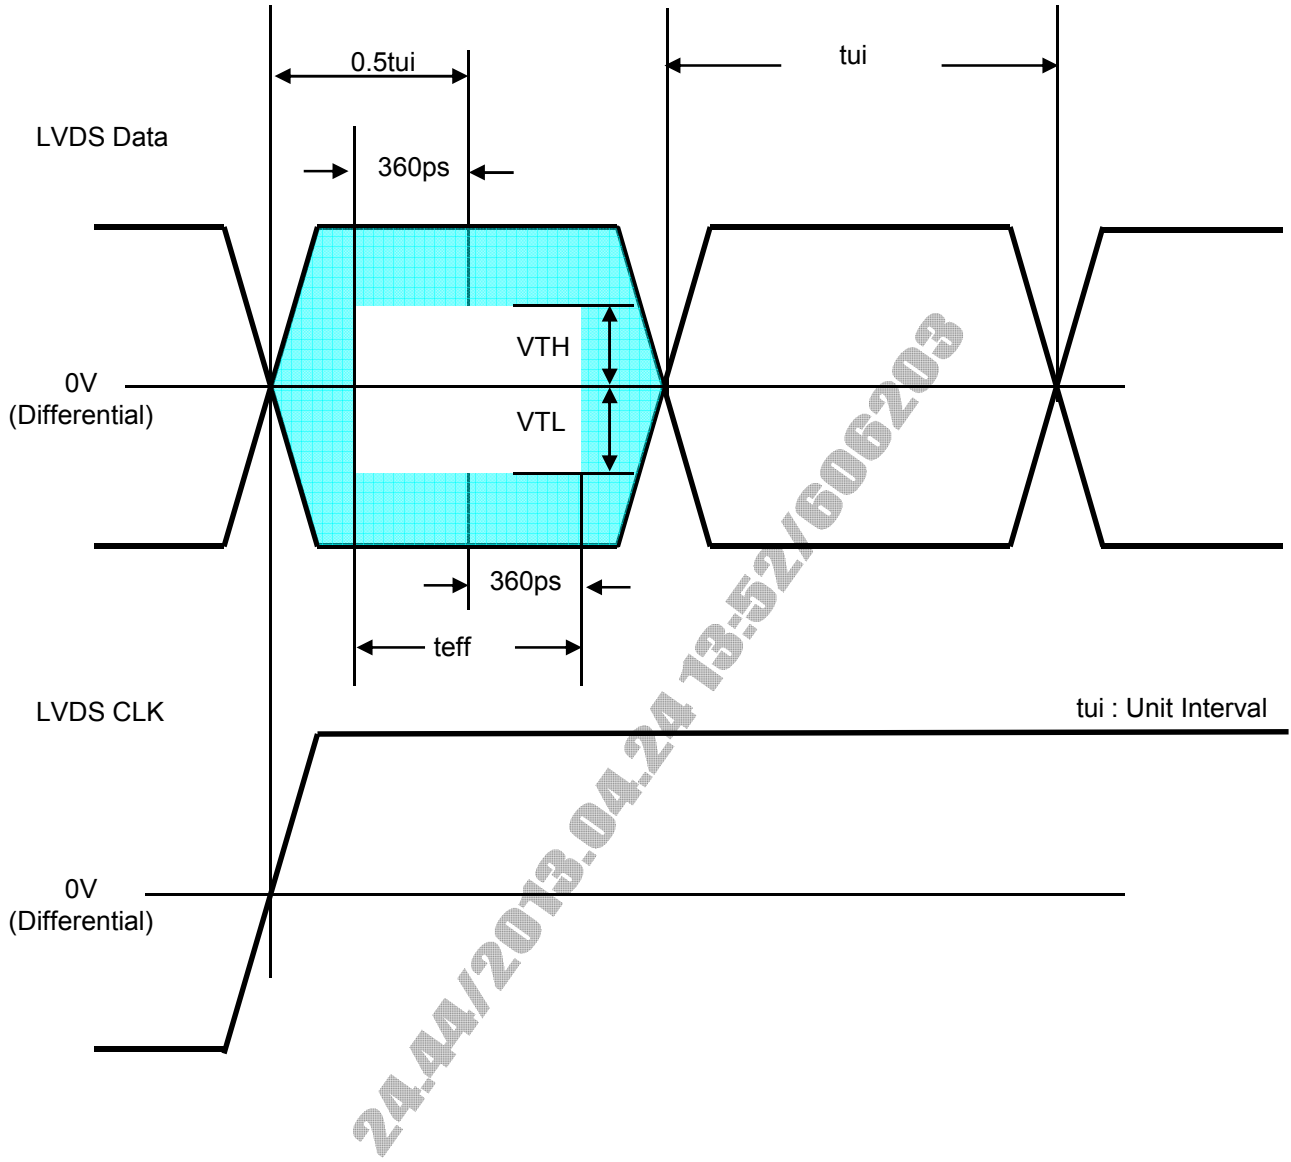 0.5tui
tui
LVDS Data
360ps
VTH
0V
(Differential)
VTL
360ps
teff
LVDS CLK
tui : Unit Interval
0V
(Differential)
24.44/2013.04.24 13:52/606203